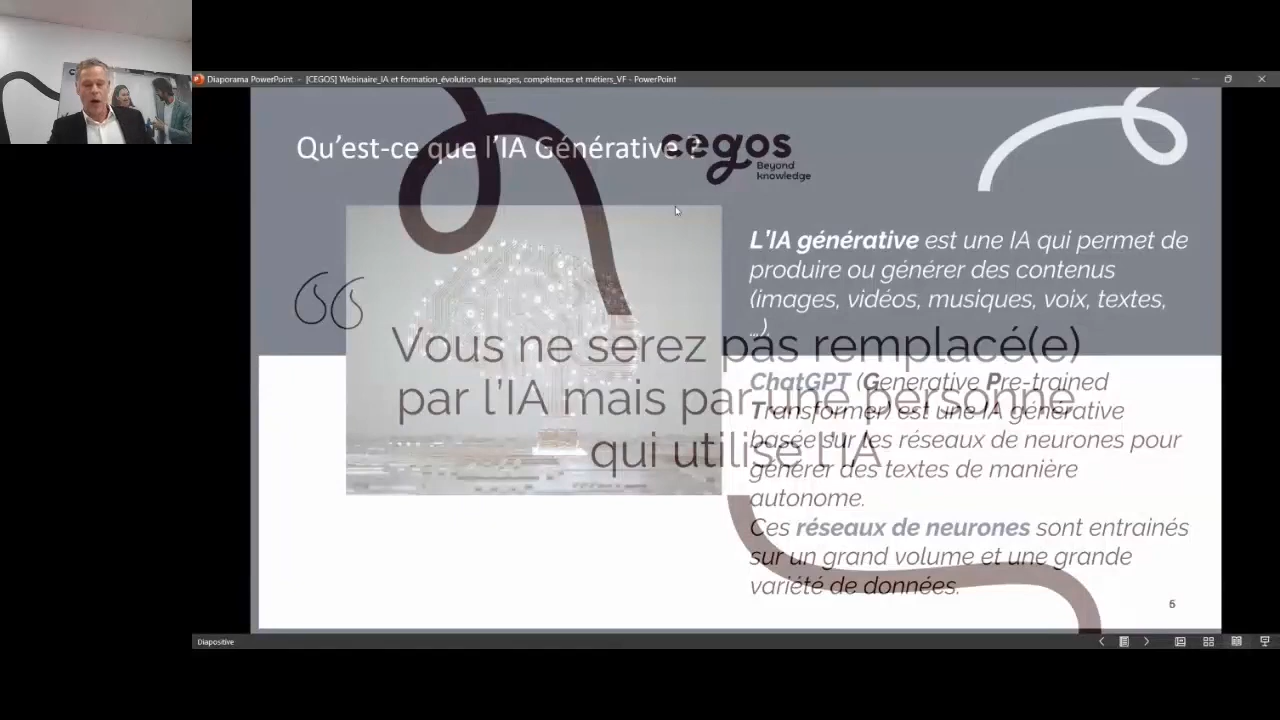 Diaporama PowerPoint - [CEGOS] Webinaire_IA et formation_évolution des usages, compétences et métiers_VF - PowerPoint
Qu'est-ce que l'IA Générative ?
cegos
Beyond
knowledge
L'IA générative est une IA qui permet de
produire ou générer des contenus
(images, vidéos, musiques, voix, textes,
...).
“
Vous ne serez pas remplacé(e)
par l'IA mais par une personne
qui utilise l'IA
ChatGPT (Generative Pre-trained
Transformer) est une IA générative
basée sur les réseaux de neurones pour
générer des textes de manière
autonome.
Ces réseaux de neurones sont entrainés
sur un grand volume et une grande
variété de données.
6
Diapositive